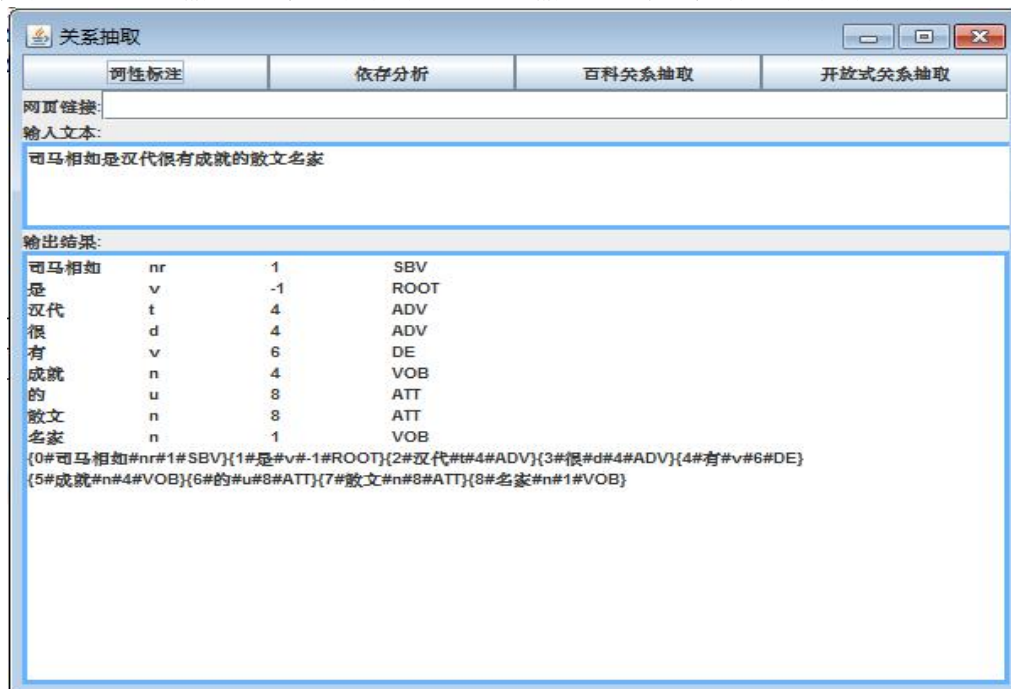 关系抽取
词性标注 依存分析 百科关系抽取 开放式关系抽取
网页链接:
输入文本:
司马相如是汉代很有成就的散文名家
输出结果:
司马相如 nr 1 SBV
是 v -1 ROOT
汉代 t 4 ADV
很 d 4 ADV
有 v 6 DE
成就 n 4 VOB
的 u 8 ATT
散文 n 8 ATT
名家 n 1 VOB
{0#司马相如#nr#1#SBV}{1#是#v#-1#ROOT}{2#汉代#t#4#ADV}{3#很#d#4#ADV}{4#有#v#6#DE}
{5#成就#n#4#VOB}{6#的#u#8#ATT}{7#散文#n#8#ATT}{8#名家#n#1#VOB}